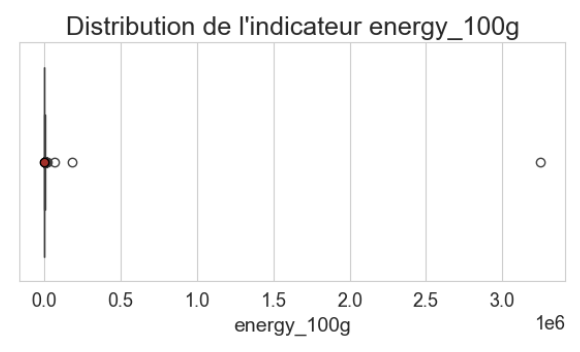 Distribution de l'indicateur energy_100g
0.0 0.5 1.0 1.5 2.0 2.5 3.0
energy_100g
1e6